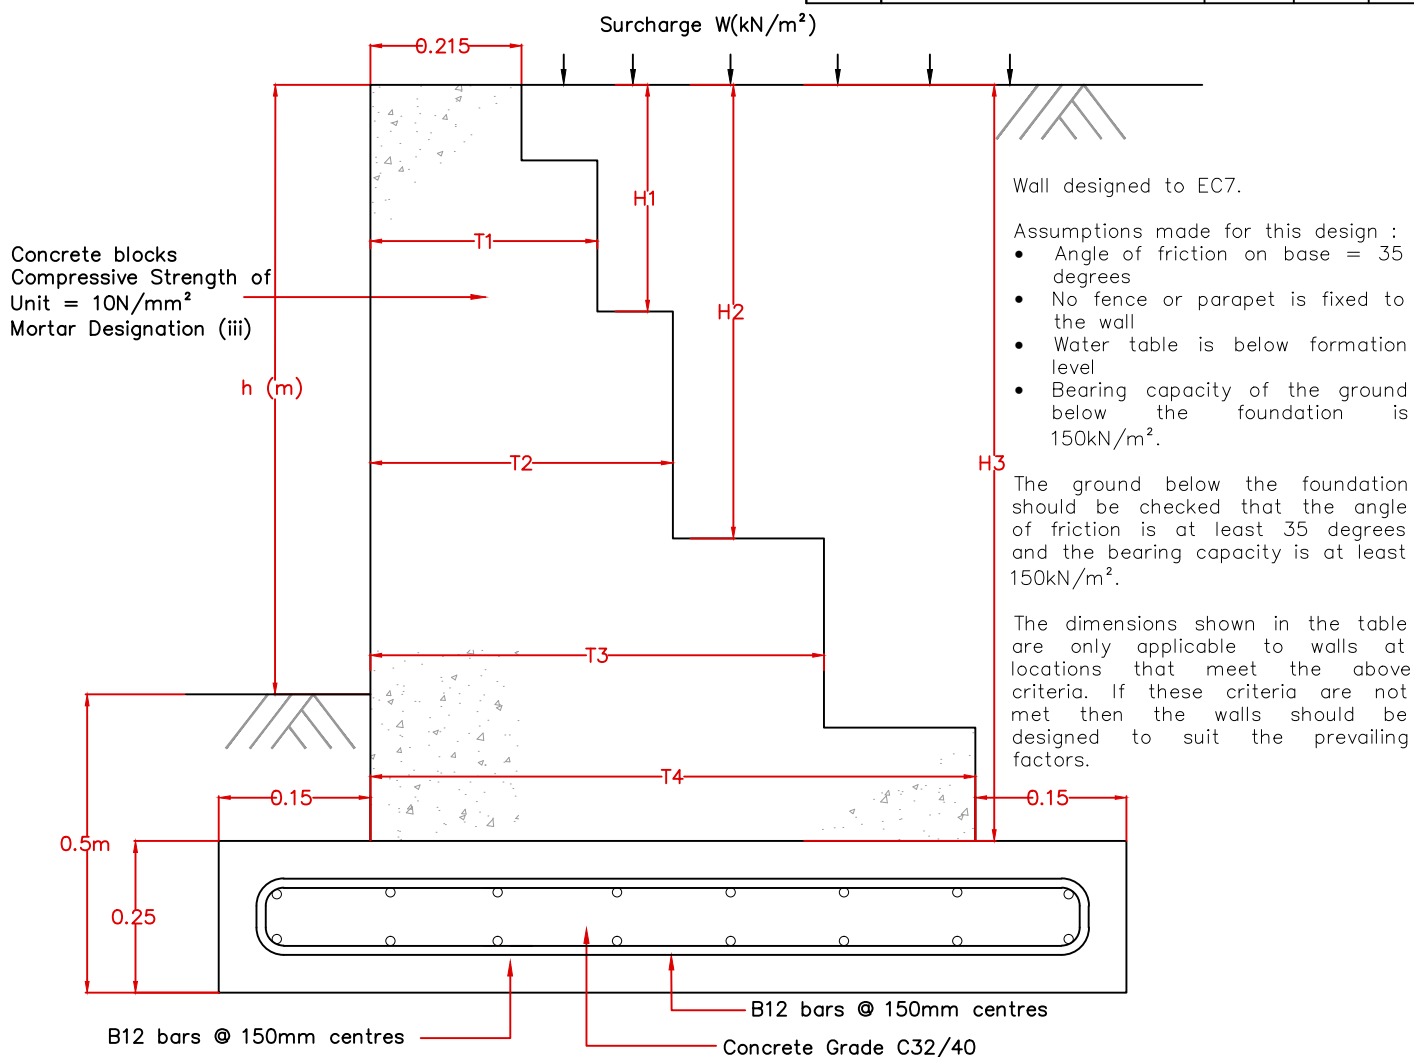 Surcharge W(kN/m²)
0.215
H1
T1
Concrete blocks
Compressive Strength of
Unit = 10N/mm²
Mortar Designation (iii)
H2
h (m)
T2
H3
T3
T4
0.15
0.15
0.5m
0.25
B12 bars @ 150mm centres
B12 bars @ 150mm centres
Concrete Grade C32/40
Wall designed to EC7.
Assumptions made for this design :
• Angle of friction on base = 35
degrees
• No fence or parapet is fixed to
the wall
• Water table is below formation
level
• Bearing capacity of the ground
below the foundation is
150kN/m².
The ground below the foundation
should be checked that the angle
of friction is at least 35 degrees
and the bearing capacity is at least
150kN/m².
The dimensions shown in the table
are only applicable to walls at
locations that meet the above
criteria. If these criteria are not
met then the walls should be
designed to suit the prevailing
factors.